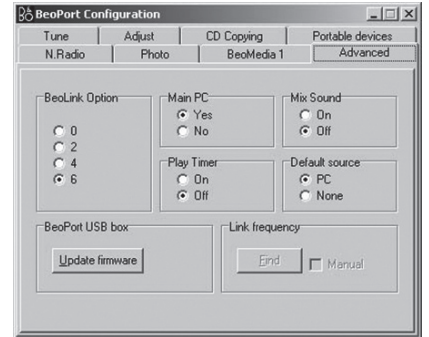 BeoPort Configuration
Tune Adjust CD Copying Portable devices
N.Radio Photo BeoMedia 1 Advanced
BeoLink Option
0
2
4
6
Main PC
Yes
No
Mix Sound
On
Off
Play Timer
On
Off
Default source
PC
None
BeoPort USB box
Update firmware
Link frequency
Find Manual